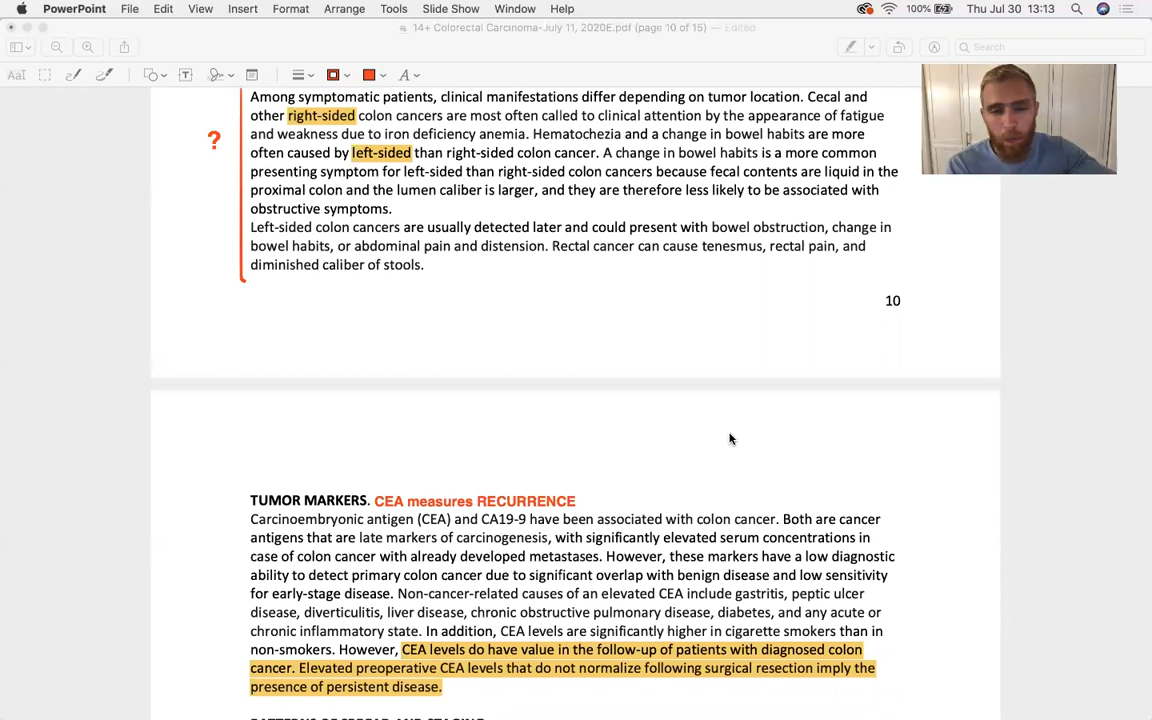 PowerPoint File Edit View Insert Format Arrange Tools Slide Show Window Help 100% Thu Jul 30 13:13
14+ Colorectal Carcinoma-July 11, 2020E.pdf (page 10 of 15) — Edited
Search
Among symptomatic patients, clinical manifestations differ depending on tumor location. Cecal and
other right-sided colon cancers are most often called to clinical attention by the appearance of fatigue
? and weakness due to iron deficiency anemia. Hematochezia and a change in bowel habits are more
often caused by left-sided than right-sided colon cancer. A change in bowel habits is a more common
presenting symptom for left-sided than right-sided colon cancers because fecal contents are liquid in the
proximal colon and the lumen caliber is larger, and they are therefore less likely to be associated with
obstructive symptoms.
Left-sided colon cancers are usually detected later and could present with bowel obstruction, change in
bowel habits, or abdominal pain and distension. Rectal cancer can cause tenesmus, rectal pain, and
diminished caliber of stools.
10
TUMOR MARKERS. CEA measures RECURRENCE
Carcinoembryonic antigen (CEA) and CA19-9 have been associated with colon cancer. Both are cancer
antigens that are late markers of carcinogenesis, with significantly elevated serum concentrations in
case of colon cancer with already developed metastases. However, these markers have a low diagnostic
ability to detect primary colon cancer due to significant overlap with benign disease and low sensitivity
for early-stage disease. Non-cancer-related causes of an elevated CEA include gastritis, peptic ulcer
disease, diverticulitis, liver disease, chronic obstructive pulmonary disease, diabetes, and any acute or
chronic inflammatory state. In addition, CEA levels are significantly higher in cigarette smokers than in
non-smokers. However, CEA levels do have value in the follow-up of patients with diagnosed colon
cancer. Elevated preoperative CEA levels that do not normalize following surgical resection imply the
presence of persistent disease.